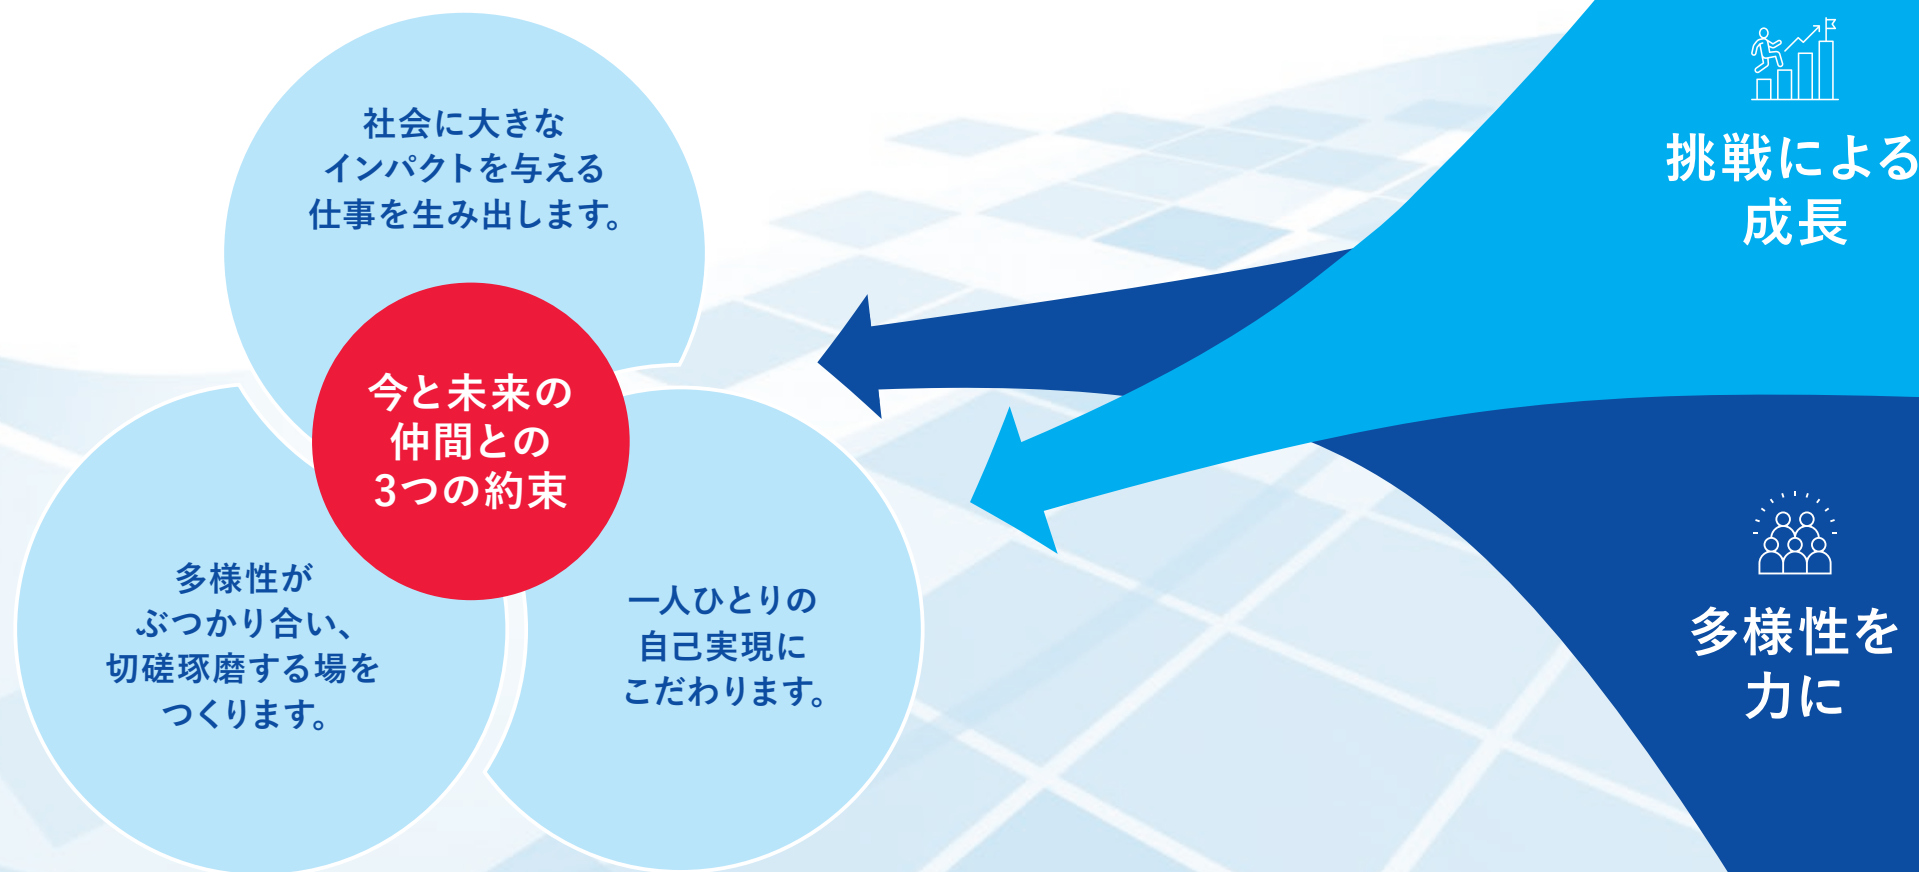 社会に大きな
インパクトを与える
仕事を生み出します。
今と未来の
仲間との
3つの約束
多様性が
ぶつかり合い、
切磋琢磨する場を
つくります。
一人ひとりの
自己実現に
こだわります。
挑戦による
成長
多様性を
力に